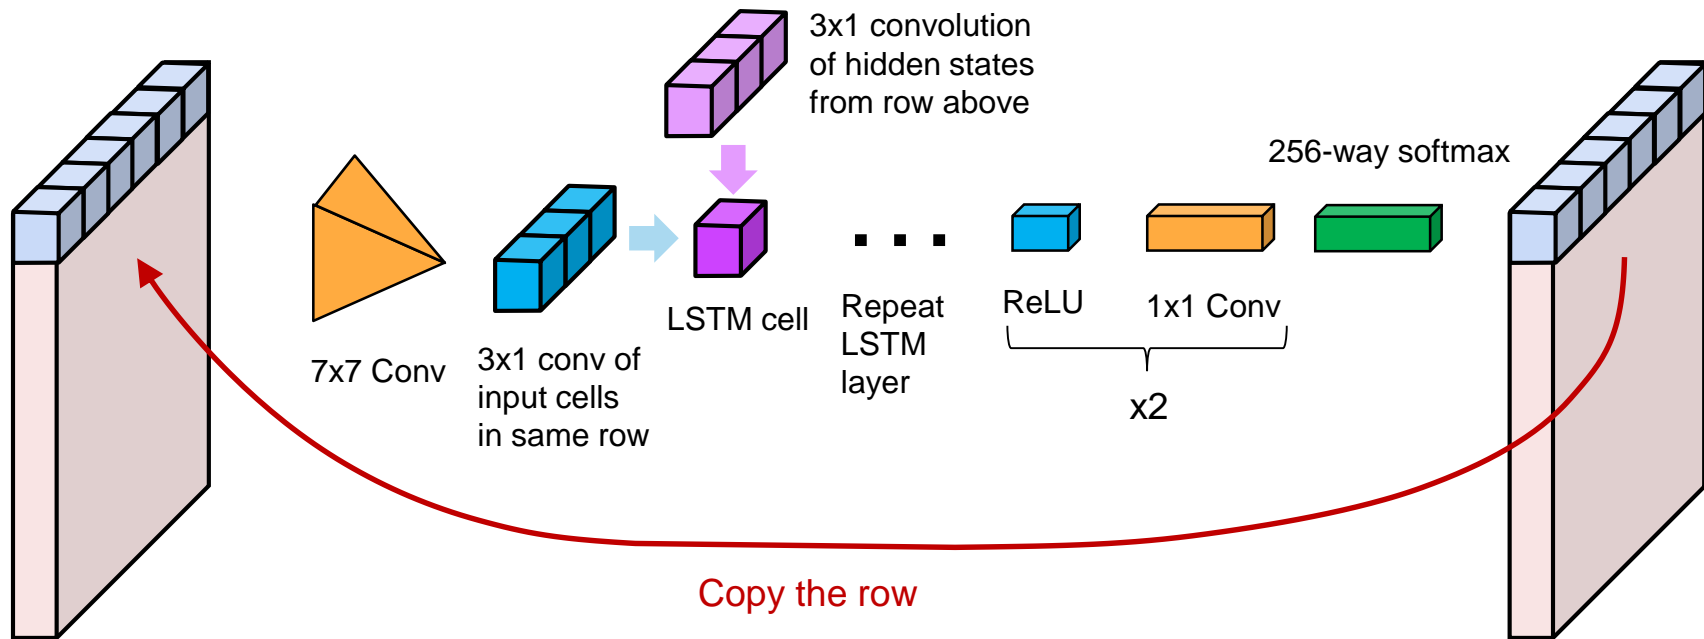 3x1 convolution
of hidden states
from row above
256-way softmax
7x7 Conv
3x1 conv of
input cells
in same row
LSTM cell
Repeat
LSTM
layer
ReLU
1x1 Conv
x2
Copy the row